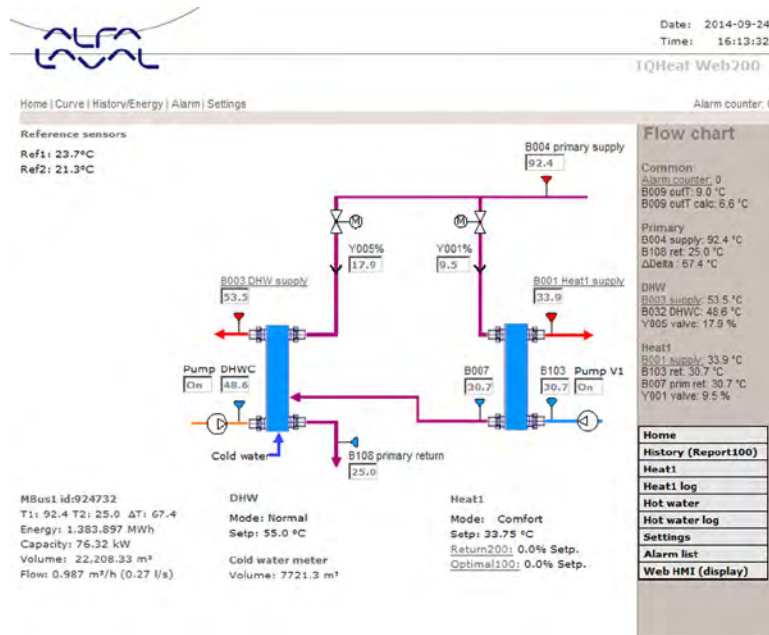 ALFA
LAVAL
Date: 2014-09-24
Time: 16:13:32
IQHeat Web200
Home | Curve | History/Energy | Alarm | Settings
Alarm counter:
Reference sensors
Ref1: 23.7°C
Ref2: 21.3°C
B004 primary supply
92.4
M
M
Y005%
17.9
Y001%
9.5
B003 DHW supply
53.5
B001 Heat1 supply
33.9
Pump DHWC
On 48.6
B007
30.7
B103 Pump V1
30.7 On
Cold water
B108 primary return
25.0
MBus1 id:924732
T1: 92.4 T2: 25.0 ΔT: 67.4
Energy: 1.383.897 MWh
Capacity: 76.32 kW
Volume: 22,208.33 m³
Flow: 0.987 m³/h (0.27 l/s)
DHW
Mode: Normal
Setp: 55.0 °C
Cold water meter
Volume: 7721.3 m³
Heat1
Mode: Comfort
Setp: 33.75 °C
Return200: 0.0% Setp.
Optimal100: 0.0% Setp.
Flow chart
Common
Alarm counter: 0
B009 outT: 9.0 °C
B009 outT calc: 6.6 °C
Primary
B004 supply: 92.4 °C
B108 ret: 25.0 °C
ΔDelta : 67.4 °C
DHW
B003 supply: 53.5 °C
B032 DHWC: 48.6 °C
Y005 valve: 17.9 %
Heat1
B001 supply: 33.9 °C
B103 ret: 30.7 °C
B007 prim ret: 30.7 °C
Y001 valve: 9.5 %
Home
History (Report100)
Heat1
Heat1 log
Hot water
Hot water log
Settings
Alarm list
Web HMI (display)